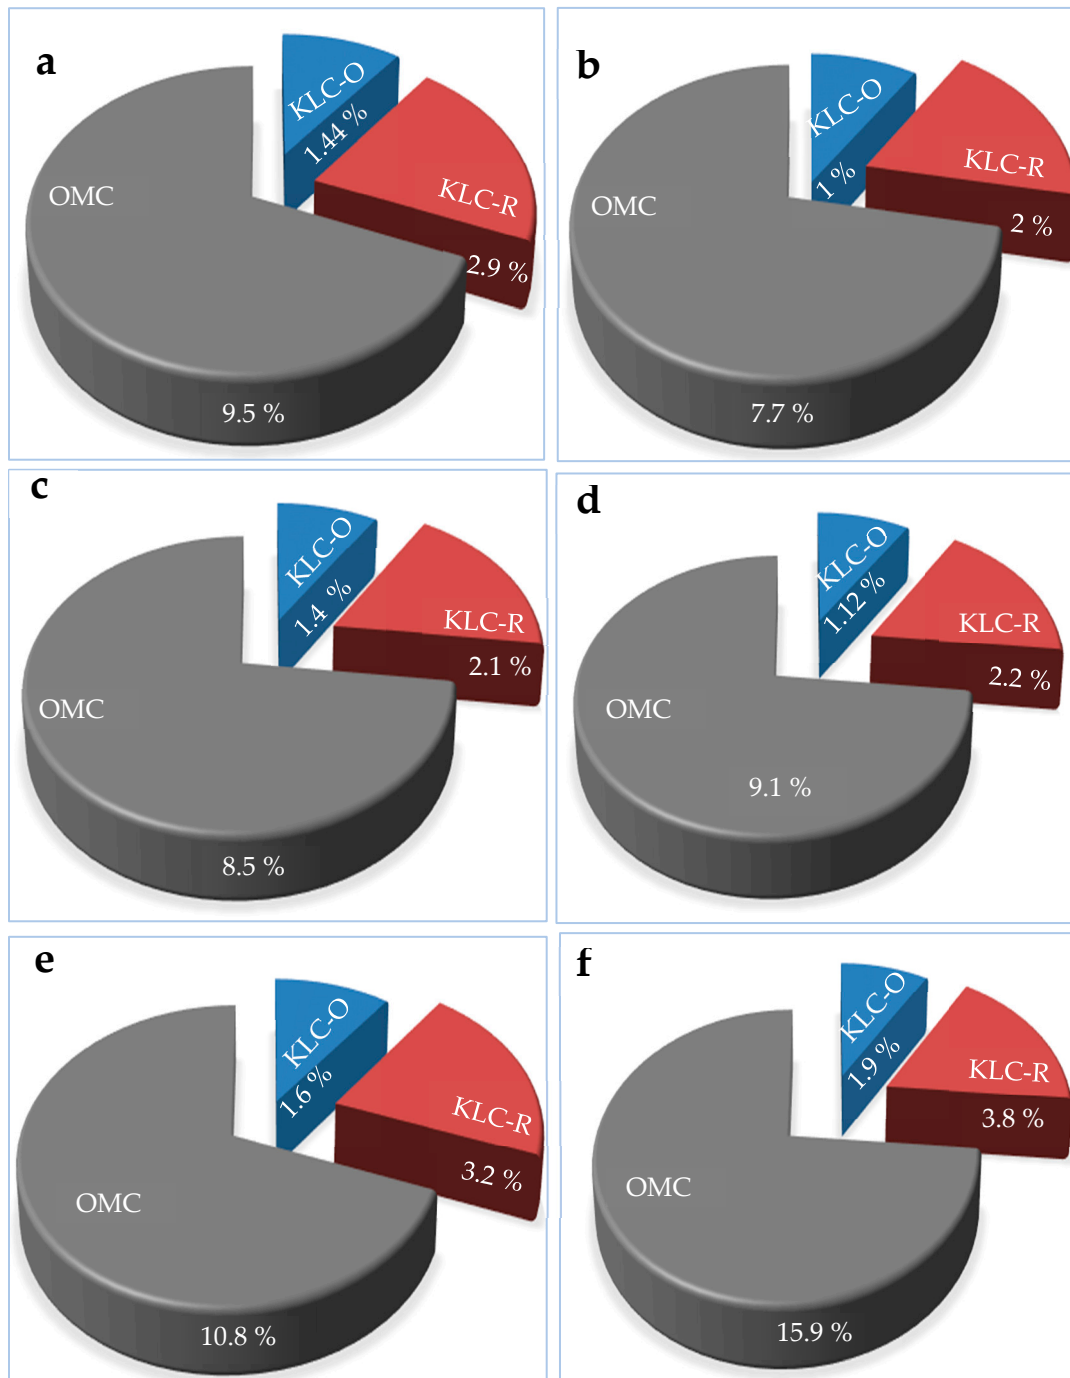 a
KLC-O
1.44 %
OMC
KLC-R
2.9 %
9.5 %
b
KLC-O
1 %
OMC
KLC-R
2 %
7.7 %
c
KLC-O
1.4 %
KLC-R
2.1 %
OMC
8.5 %
d
KLC-O
1.12 %
KLC-R
2.2 %
OMC
9.1 %
e
KLC-O
1.6 %
KLC-R
3.2 %
OMC
10.8 %
f
KLC-O
1.9 %
KLC-R
3.8 %
OMC
15.9 %